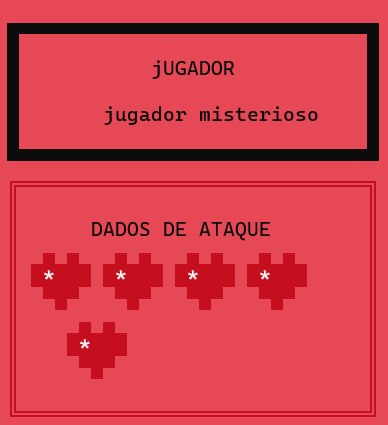 jUGADOR
jugador misterioso
DADOS DE ATAQUE
* * * *
*